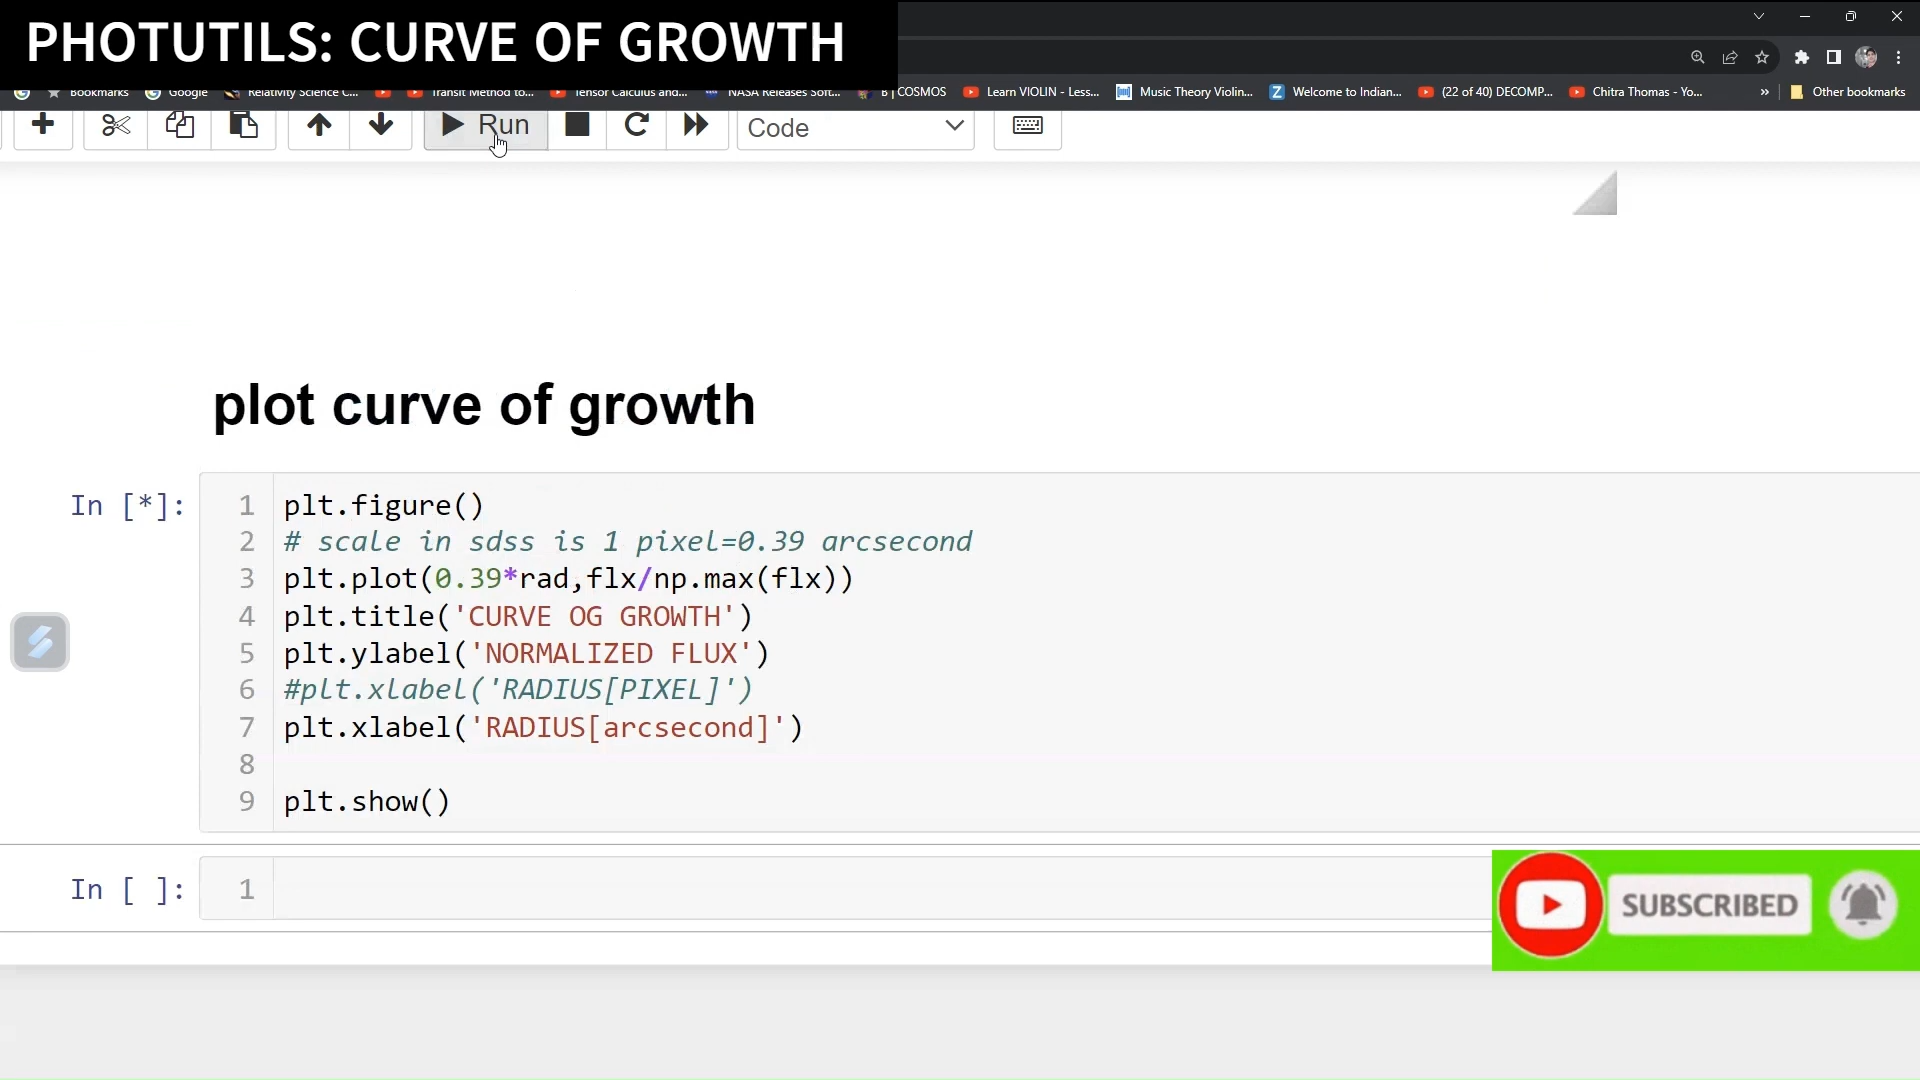 PHOTUTILS: CURVE OF GROWTH
Bookmarks Google Relativity Science C... Transit Method to... Tensor Calculus and... NASA Releases Soft... B | COSMOS Learn VIOLIN - Less... Music Theory Violin... Welcome to Indian... (22 of 40) DECOMP... Chitra Thomas - Yo... » Other bookmarks
Run Code
plot curve of growth
In [*]:
1 plt.figure()
2 # scale in sdss is 1 pixel=0.39 arcsecond
3 plt.plot(0.39*rad,flx/np.max(flx))
4 plt.title('CURVE OG GROWTH')
5 plt.ylabel('NORMALIZED FLUX')
6 #plt.xlabel('RADIUS[PIXEL]')
7 plt.xlabel('RADIUS[arcsecond]')
8
9 plt.show()
In [ ]: 1
SUBSCRIBED